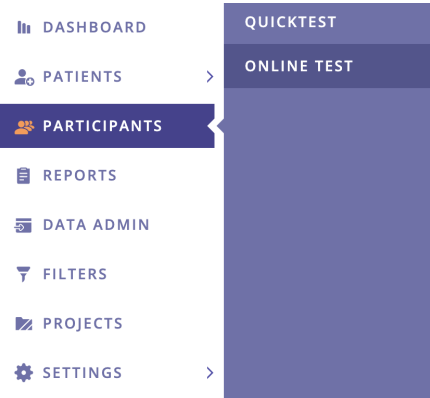 DASHBOARD
PATIENTS
PARTICIPANTS
REPORTS
DATA ADMIN
FILTERS
PROJECTS
SETTINGS
QUICKTEST
ONLINE TEST